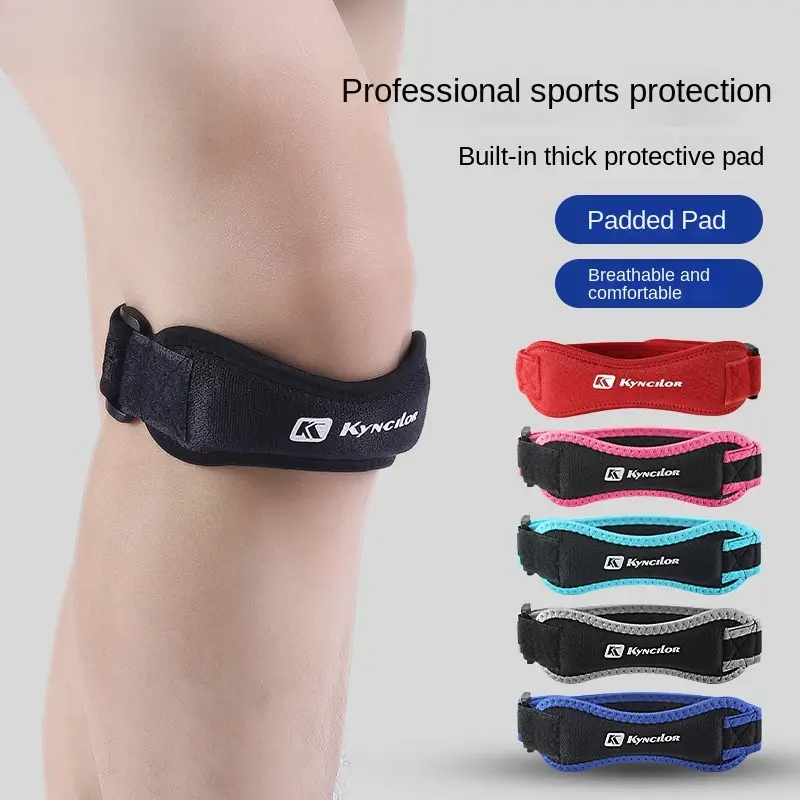 Professional sports protection
Built-in thick protective pad
Padded Pad
Breathable and
comfortable
K KYNCILOR
K KYNCILOR
K KYNCILOR
K KYNCILOR
K KYNCILOR
K KYNCILOR